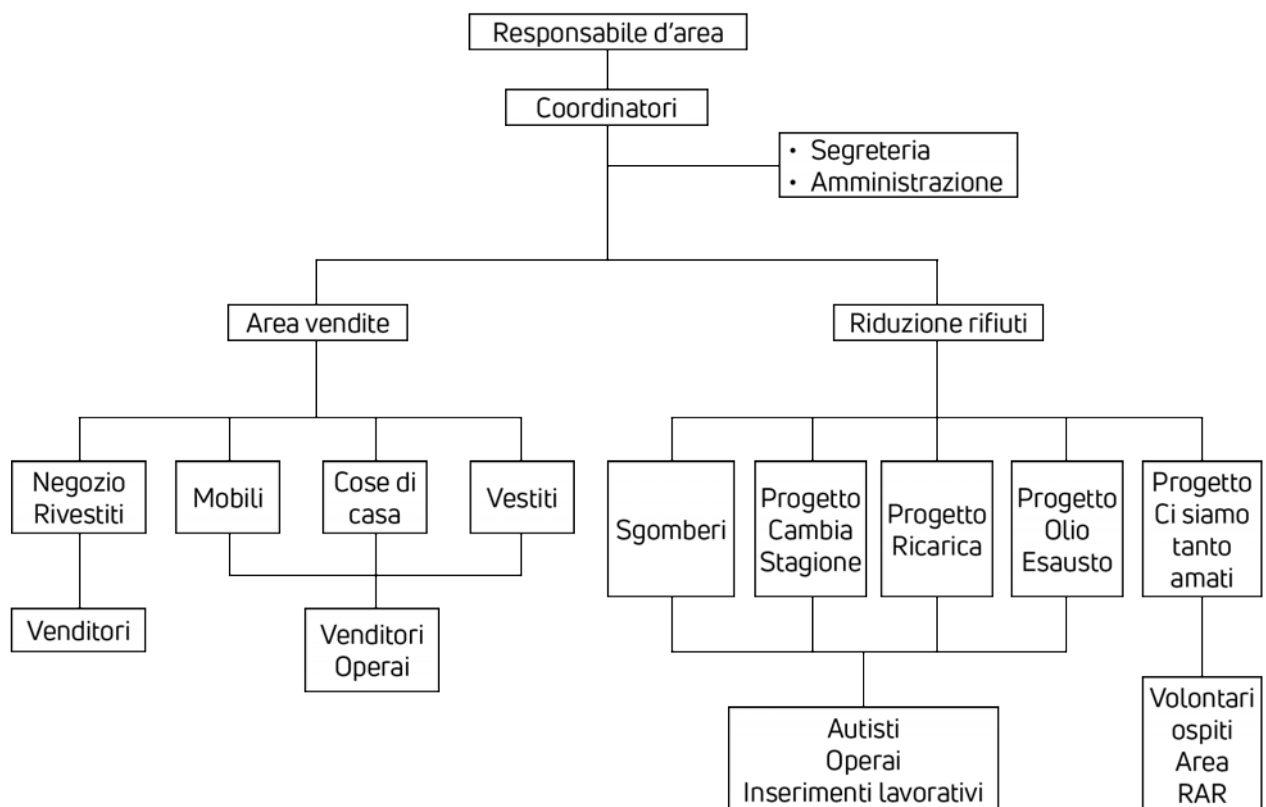 Responsabile d'area
Coordinatori
• Segreteria
• Amministrazione
Area vendite
Riduzione rifiuti
Negozio
Rivestiti
Mobili
Cose di
casa
Vestiti
Sgomberi
Progetto
Cambia
Stagione
Progetto
Ricarica
Progetto
Olio
Esausto
Progetto
Ci siamo
tanto
amati
Venditori
Venditori
Operai
Autisti
Operai
Inserimenti lavorativi
Volontari
ospiti
Area
RAR